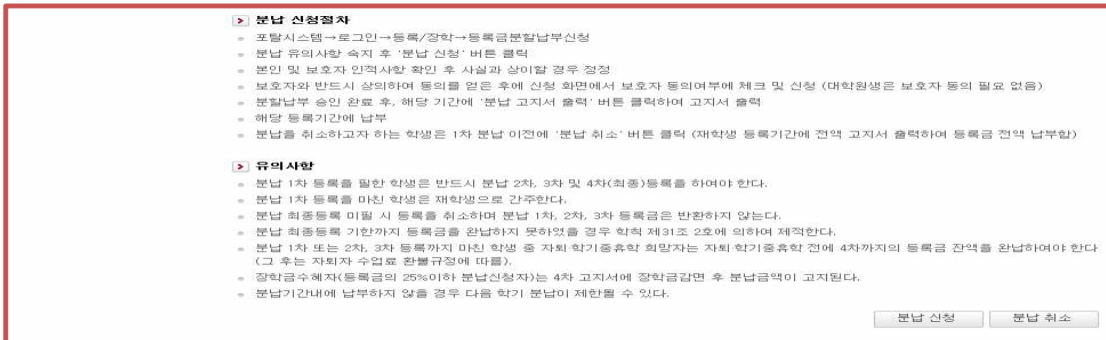 분납 신청절차
포탈시스템→로그인→등록/장학→등록금분할납부신청
분납 유의사항 숙지 후 '분납 신청' 버튼 클릭
본인 및 보호자 인적사항 확인 후 사실과 상이할 경우 정정
보호자와 반드시 상의하여 동의를 얻은 후에 신청 화면에서 보호자 동의여부에 체크 및 신청 (대학원생은 보호자 동의 필요 없음)
분할납부 승인 완료 후, 해당 기간에 '분납 고지서 출력' 버튼 클릭하여 고지서 출력
해당 등록기간에 납부
분납을 취소하고자 하는 학생은 1차 분납 이전에 '분납 취소' 버튼 클릭 (재학생 등록기간에 전액 고지서 출력하여 등록금 전액 납부함)
유의사항
분납 1차 등록을 필한 학생은 반드시 분납 2차, 3차 및 4차(최종)등록을 하여야 한다.
분납 1차 등록을 마친 학생은 재학생으로 간주한다.
분납 최종등록 미필 시 등록을 취소하며 분납 1차, 2차, 3차 등록금은 반환하지 않는다.
분납 최종등록 기한까지 등록금을 완납하지 못하였을 경우 학칙 제31조 2호에 의하여 제적한다.
분납 1차 또는 2차, 3차 등록까지 마친 학생 중 자퇴·학기중휴학 희망자는 자퇴·학기중휴학 전에 4차까지의 등록금 잔액을 완납하여야 한다
(그 후는 자퇴자 수업료 환불규정에 따름).
장학금수혜자(등록금의 25%이하 분납신청자)는 4차 고지서에 장학금감면 후 분납금액이 고지된다.
분납기간내에 납부하지 않을 경우 다음 학기 분납이 제한될 수 있다.
분납 신청 분납 취소